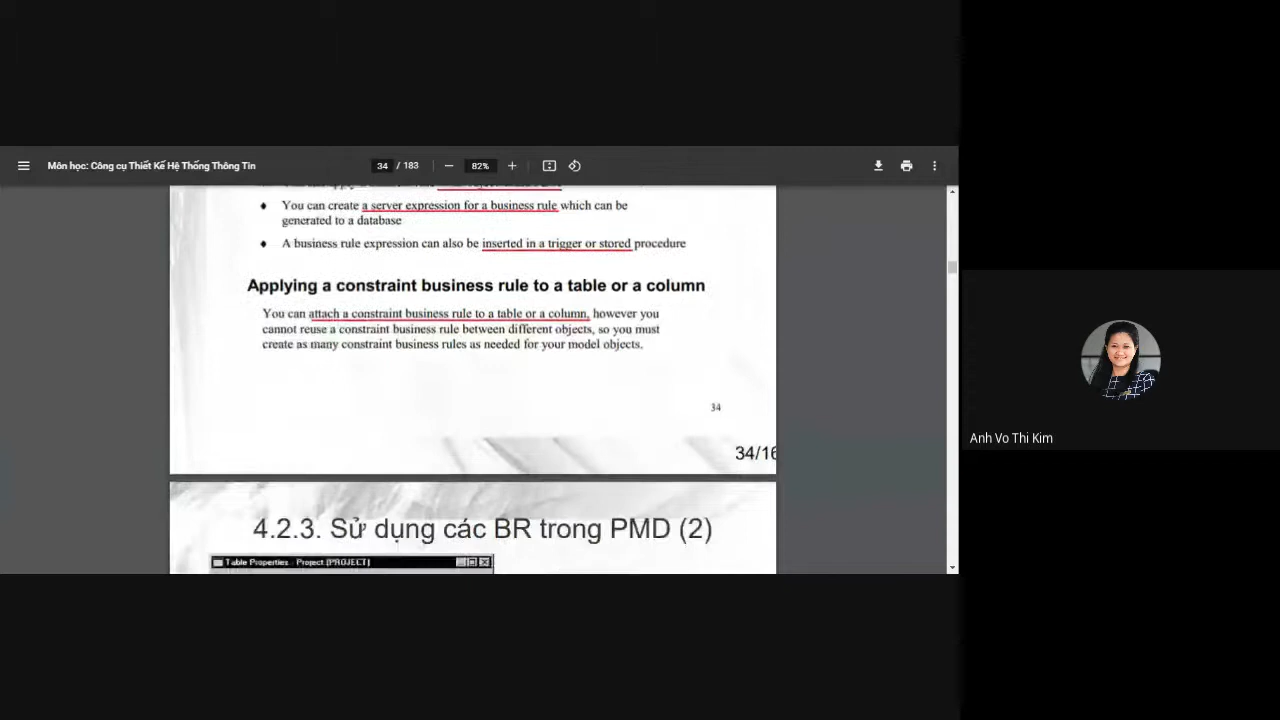 Môn học: Công cụ Thiết Kế Hệ Thống Thông Tin
34 / 183
82%
You can create a server expression for a business rule which can be
generated to a database
A business rule expression can also be inserted in a trigger or stored procedure
Applying a constraint business rule to a table or a column
You can attach a constraint business rule to a table or a column, however you
cannot reuse a constraint business rule between different objects, so you must
create as many constraint business rules as needed for your model objects.
34
34/16
4.2.3. Sử dụng các BR trong PMD (2)
Table Properties - Project (PROJECT)
Anh Vo Thi Kim